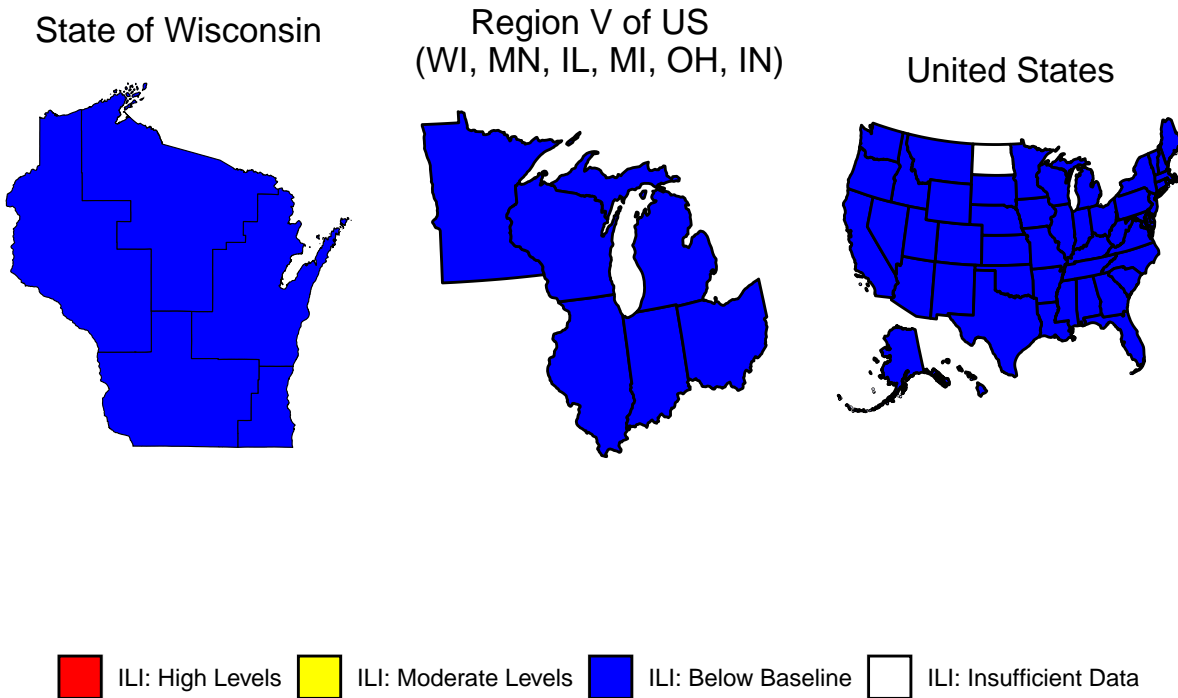 State of Wisconsin
Region V of US
(WI, MN, IL, MI, OH, IN)
United States
ILI: High Levels
ILI: Moderate Levels
ILI: Below Baseline
ILI: Insufficient Data